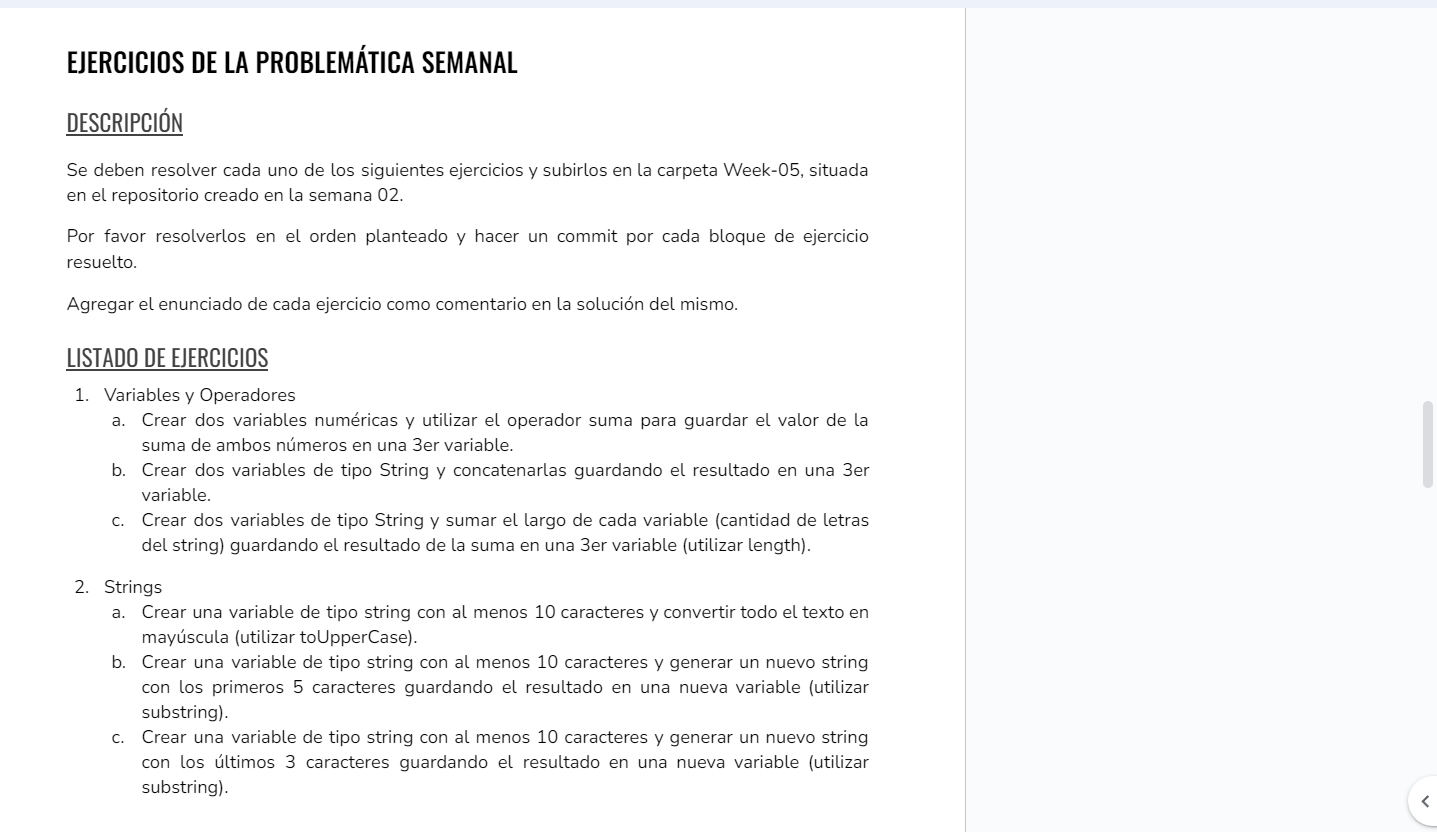 EJERCICIOS DE LA PROBLEMÁTICA SEMANAL
DESCRIPCIÓN
Se deben resolver cada uno de los siguientes ejercicios y subirlos en la carpeta Week-05, situada
en el repositorio creado en la semana 02.
Por favor resolverlos en el orden planteado y hacer un commit por cada bloque de ejercicio
resuelto.
Agregar el enunciado de cada ejercicio como comentario en la solución del mismo.
LISTADO DE EJERCICIOS
1. Variables y Operadores
a. Crear dos variables numéricas y utilizar el operador suma para guardar el valor de la
suma de ambos números en una 3er variable.
b. Crear dos variables de tipo String y concatenarlas guardando el resultado en una 3er
variable.
c. Crear dos variables de tipo String y sumar el largo de cada variable (cantidad de letras
del string) guardando el resultado de la suma en una 3er variable (utilizar length).
2. Strings
a. Crear una variable de tipo string con al menos 10 caracteres y convertir todo el texto en
mayúscula (utilizar toUpperCase).
b. Crear una variable de tipo string con al menos 10 caracteres y generar un nuevo string
con los primeros 5 caracteres guardando el resultado en una nueva variable (utilizar
substring).
c. Crear una variable de tipo string con al menos 10 caracteres y generar un nuevo string
con los últimos 3 caracteres guardando el resultado en una nueva variable (utilizar
substring).